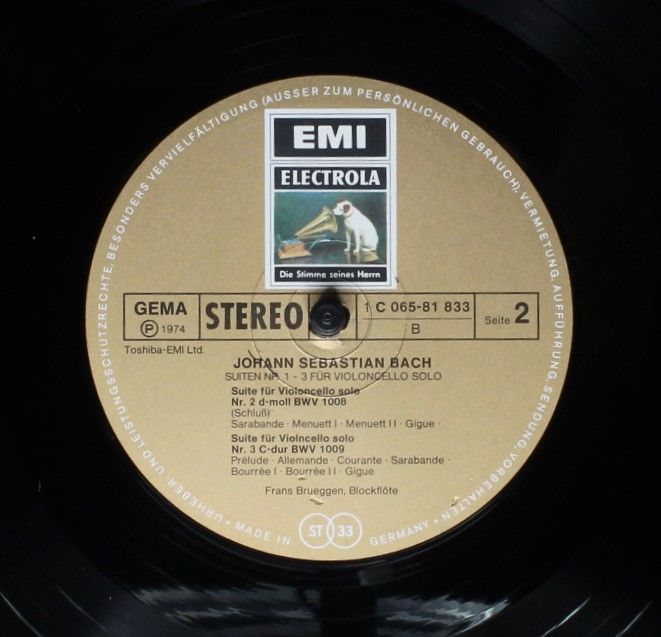 URHEBER- UND LEISTUNGSSCHUTZRECHTE, BESONDERS VERVIELFÄLTIGUNG (AUSSER ZUM PERSÖNLICHEN GEBRAUCH), VERMIETUNG, AUFFÜHRUNG, SENDUNG, VORBEHALTEN
EMI
ELECTROLA
Die Stimme seines Herrn
GEMA
Ⓟ 1974
STEREO
1 C 065-81 833
B
Seite 2
Toshiba-EMI Ltd.
JOHANN SEBASTIAN BACH
SUITEN NR. 1 - 3 FÜR VIOLONCELLO SOLO
Suite für Violoncello solo
Nr. 2 d-moll BWV 1008
(Schluß)
Sarabande · Menuett I · Menuett II · Gigue ·
Suite für Violncello solo
Nr. 3 C-dur BWV 1009
Prélude · Allemande · Courante · Sarabande ·
Bourrée I · Bourrée II · Gigue
Frans Brueggen, Blockflöte
· MADE IN ST 33 GERMANY ·